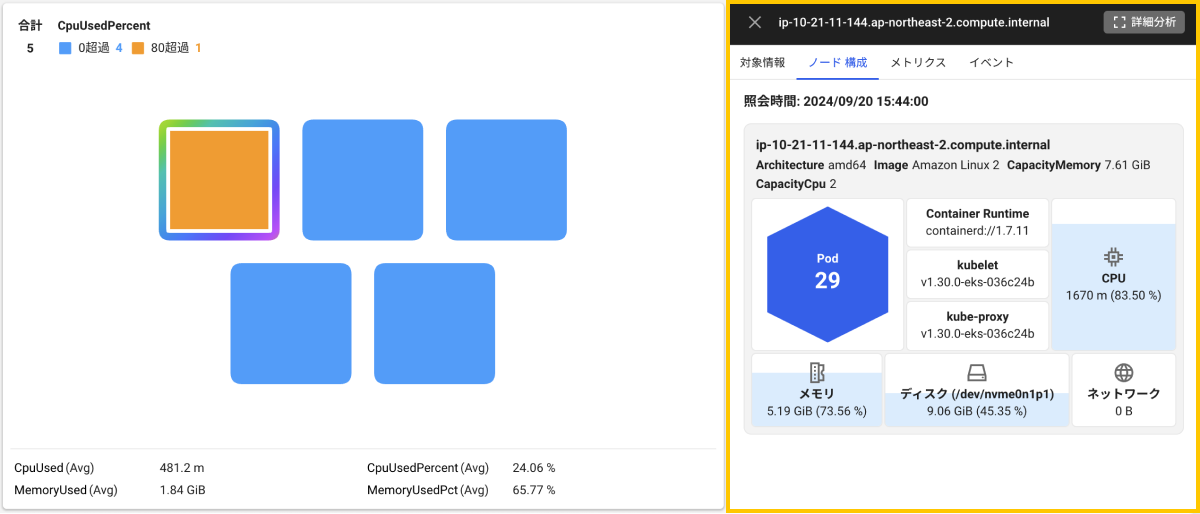 合計 CpuUsedPercent
5 0超過 4 80超過 1
CpuUsed (Avg) 481.2 m CpuUsedPercent (Avg) 24.06 %
MemoryUsed (Avg) 1.84 GiB MemoryUsedPct (Avg) 65.77 %
ip-10-21-11-144.ap-northeast-2.compute.internal 詳細分析
対象情報 ノード 構成 メトリクス イベント
照会時間: 2024/09/20 15:44:00
ip-10-21-11-144.ap-northeast-2.compute.internal
Architecture amd64 Image Amazon Linux 2 CapacityMemory 7.61 GiB
CapacityCpu 2
Pod
29
Container Runtime
containerd://1.7.11
kubelet
v1.30.0-eks-036c24b
kube-proxy
v1.30.0-eks-036c24b
CPU
1670 m (83.50 %)
メモリ
5.19 GiB (73.56 %)
ディスク (/dev/nvme0n1p1)
9.06 GiB (45.35 %)
ネットワーク
0 B